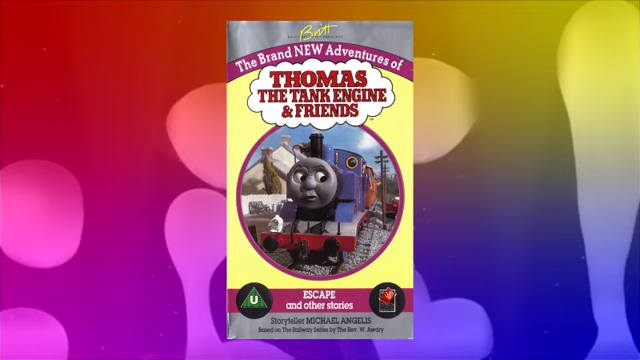 Britt
The Brand NEW Adventures of
THOMAS
THE TANK ENGINE
& FRIENDS
TM
U
ESCAPE
and other stories
Storyteller MICHAEL ANGELIS
Based on The Railway Series by The Rev. W. Awdry